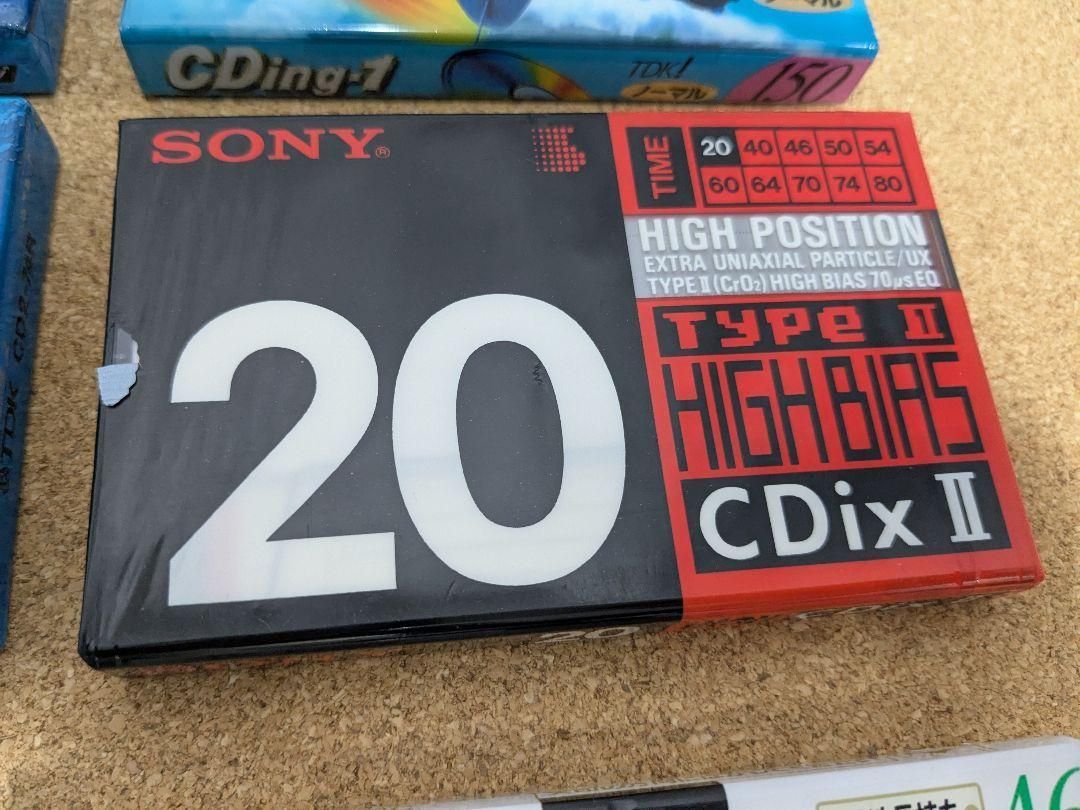 CDing-1
TDK!
ノーマル
150
SONY®
TIME
20 40 46 50 54
60 64 70 74 80
HIGH POSITION
EXTRA UNIAXIAL PARTICLE/UX
TYPE II (CrO₂) HIGH BIAS 70μs EQ
TYPE II
HIGH BIAS
CDix II
20
20
TDK
AG